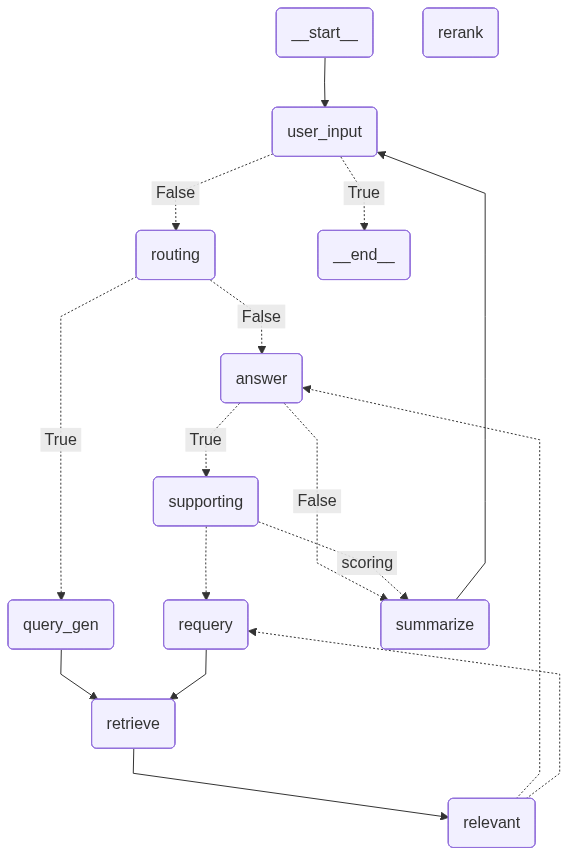 __start__
rerank
user_input
False
True
routing
__end__
False
answer
True
True
supporting
False
scoring
query_gen
requery
summarize
retrieve
relevant